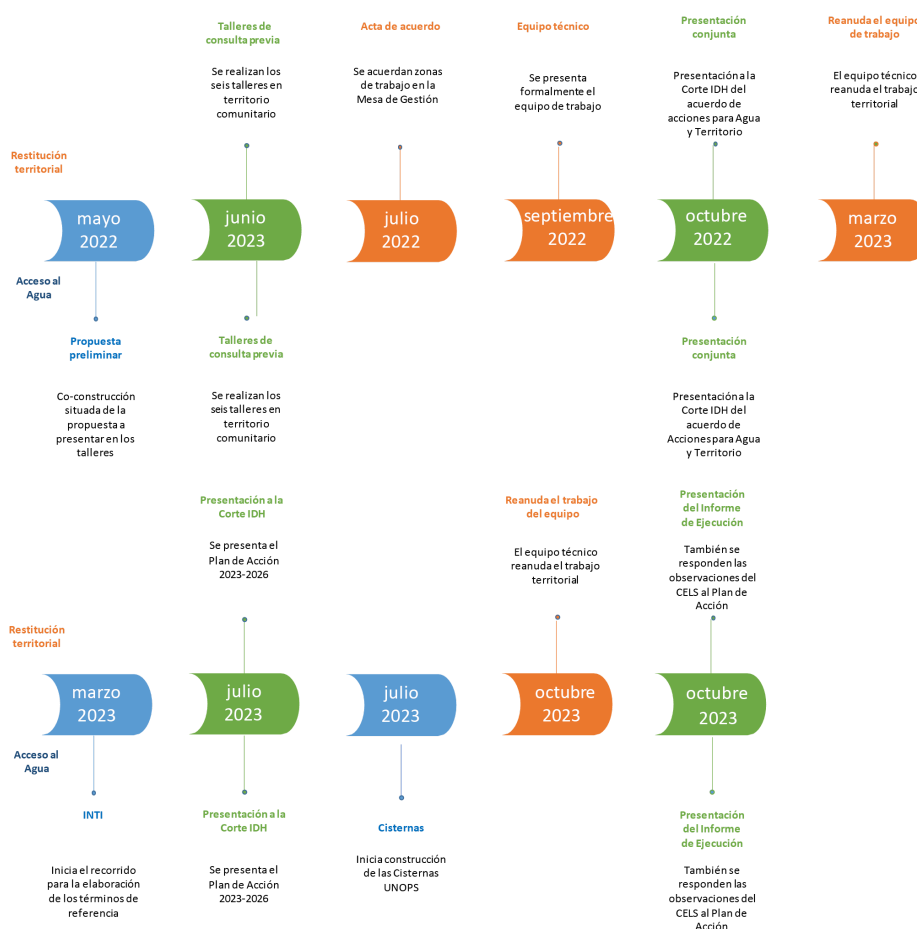 Talleres de
consulta previa
Se realizan los
seis talleres en
territorio
comunitario
Acta de acuerdo
Se acuerdan zonas
de trabajo en la
Mesa de Gestión
Equipo técnico
Se presenta
formalmente el
equipo de trabajo
Presentación
conjunta
Presentación a la
Corte IDH del
acuerdo de
acciones para Agua
y Territorio
Reanuda el equipo
de trabajo
El equipo técnico
reanuda el trabajo
territorial
Restitución
territorial
mayo
2022
junio
2023
julio
2022
septiembre
2022
octubre
2022
marzo
2023
Acceso al
Agua
Propuesta
preliminar
Co-construcción
situada de la
propuesta a
presentar en los
talleres
Talleres de
consulta previa
Se realizan los
seis talleres en
territorio
comunitario
Presentación
conjunta
Presentación a la
Corte IDH del
acuerdo de
Acciones para Agua
y Territorio
Presentación a la
Corte IDH
Se presenta el
Plan de Acción
2023-2026
Reanuda el trabajo
del equipo
El equipo técnico
reanuda el trabajo
territorial
Presentación
del Informe
de Ejecución
También se
responden las
observaciones del
CELS al Plan de
Acción
Restitución
territorial
marzo
2023
julio
2023
julio
2023
octubre
2023
octubre
2023
Acceso al
Agua
INTI
Inicia el recorrido
para la elaboración
de los términos de
referencia
Presentación a la
Corte IDH
Se presenta el
Plan de Acción
2023-2026
Cisternas
Inicia construcción
de las Cisternas
UNOPS
Presentación
del Informe
de Ejecución
También se
responden las
observaciones del
CELS al Plan de
Acción